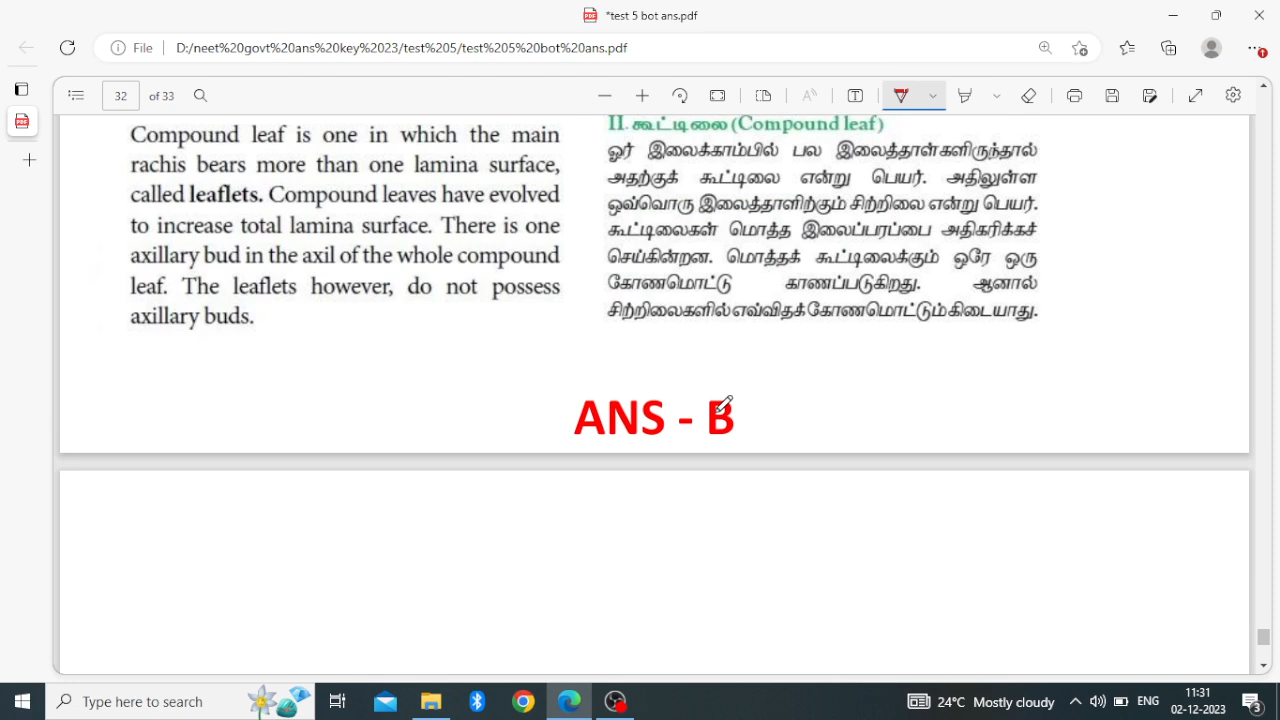 *test 5 bot ans.pdf
File
D:/neet%20govt%20ans%20key%2023/test%205/test%205%20bot%20ans.pdf
32 of 33
Compound leaf is one in which the main
rachis bears more than one lamina surface,
called leaflets. Compound leaves have evolved
to increase total lamina surface. There is one
axillary bud in the axil of the whole compound
leaf. The leaflets however, do not possess
axillary buds.
II. கூட்டிலை (Compound leaf)
ஓர் இலைக்காம்பில் பல இலைத்தாள்களிருந்தால்
அதற்குக் கூட்டிலை என்று பெயர். அதிலுள்ள
ஒவ்வொரு இலைத்தாளிற்கும் சிற்றிலை என்று பெயர்.
கூட்டிலைகள் மொத்த இலைப்பரப்பை அதிகரிக்கச்
செய்கின்றன. மொத்தக் கூட்டிலைக்கும் ஒரே ஒரு
கோணமொட்டு காணப்படுகிறது. ஆனால்
சிற்றிலைகளில் எவ்விதக் கோணமொட்டும் கிடையாது.
ANS - B
Type here to search
24°C Mostly cloudy
ENG
11:31
02-12-2023
3